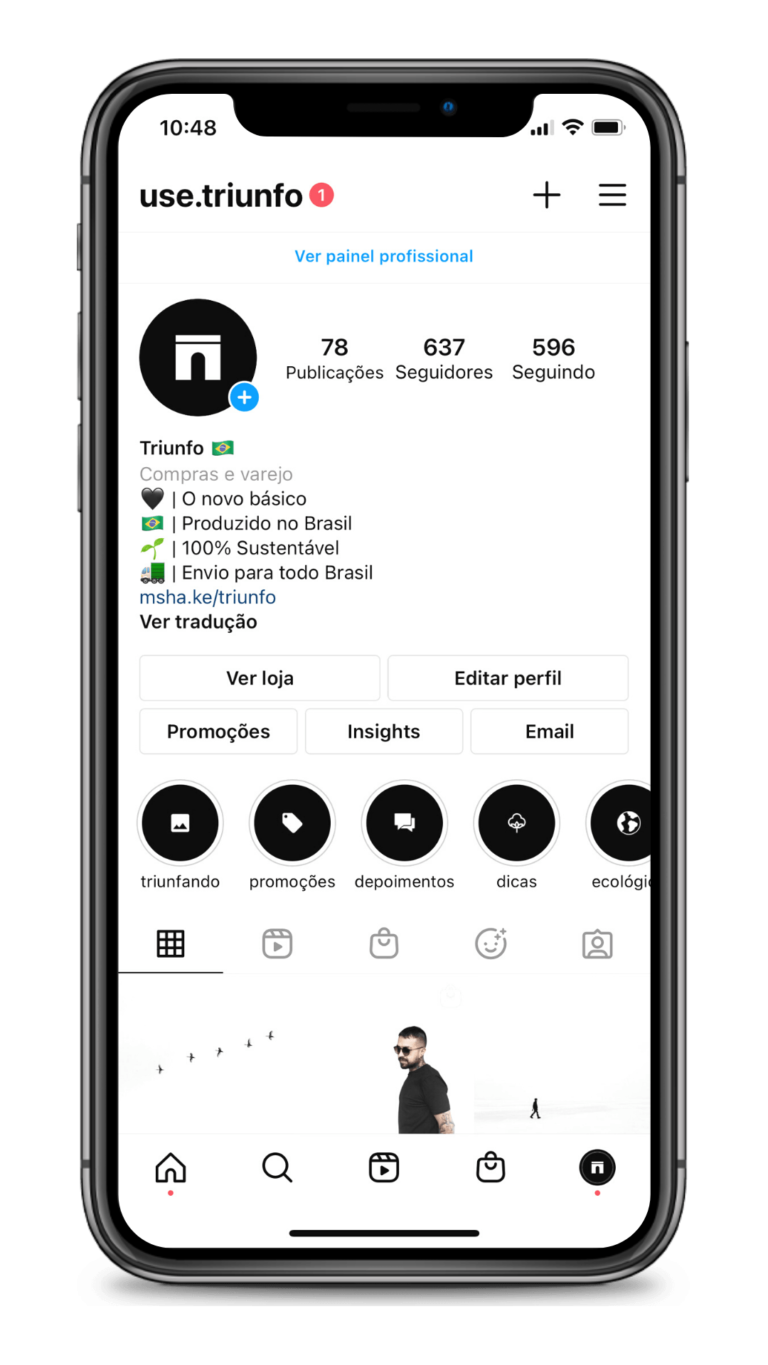 10:48
use.triunfo 1
Ver painel profissional
78 637 596
Publicações Seguidores Seguindo
Triunfo 🇧🇷
Compras e varejo
🖤 | O novo básico
🇧🇷 | Produzido no Brasil
🌱 | 100% Sustentável
🚛 | Envio para todo Brasil
msha.ke/triunfo
Ver tradução
Ver loja Editar perfil
Promoções Insights Email
triunfando promoções depoimentos dicas ecológi